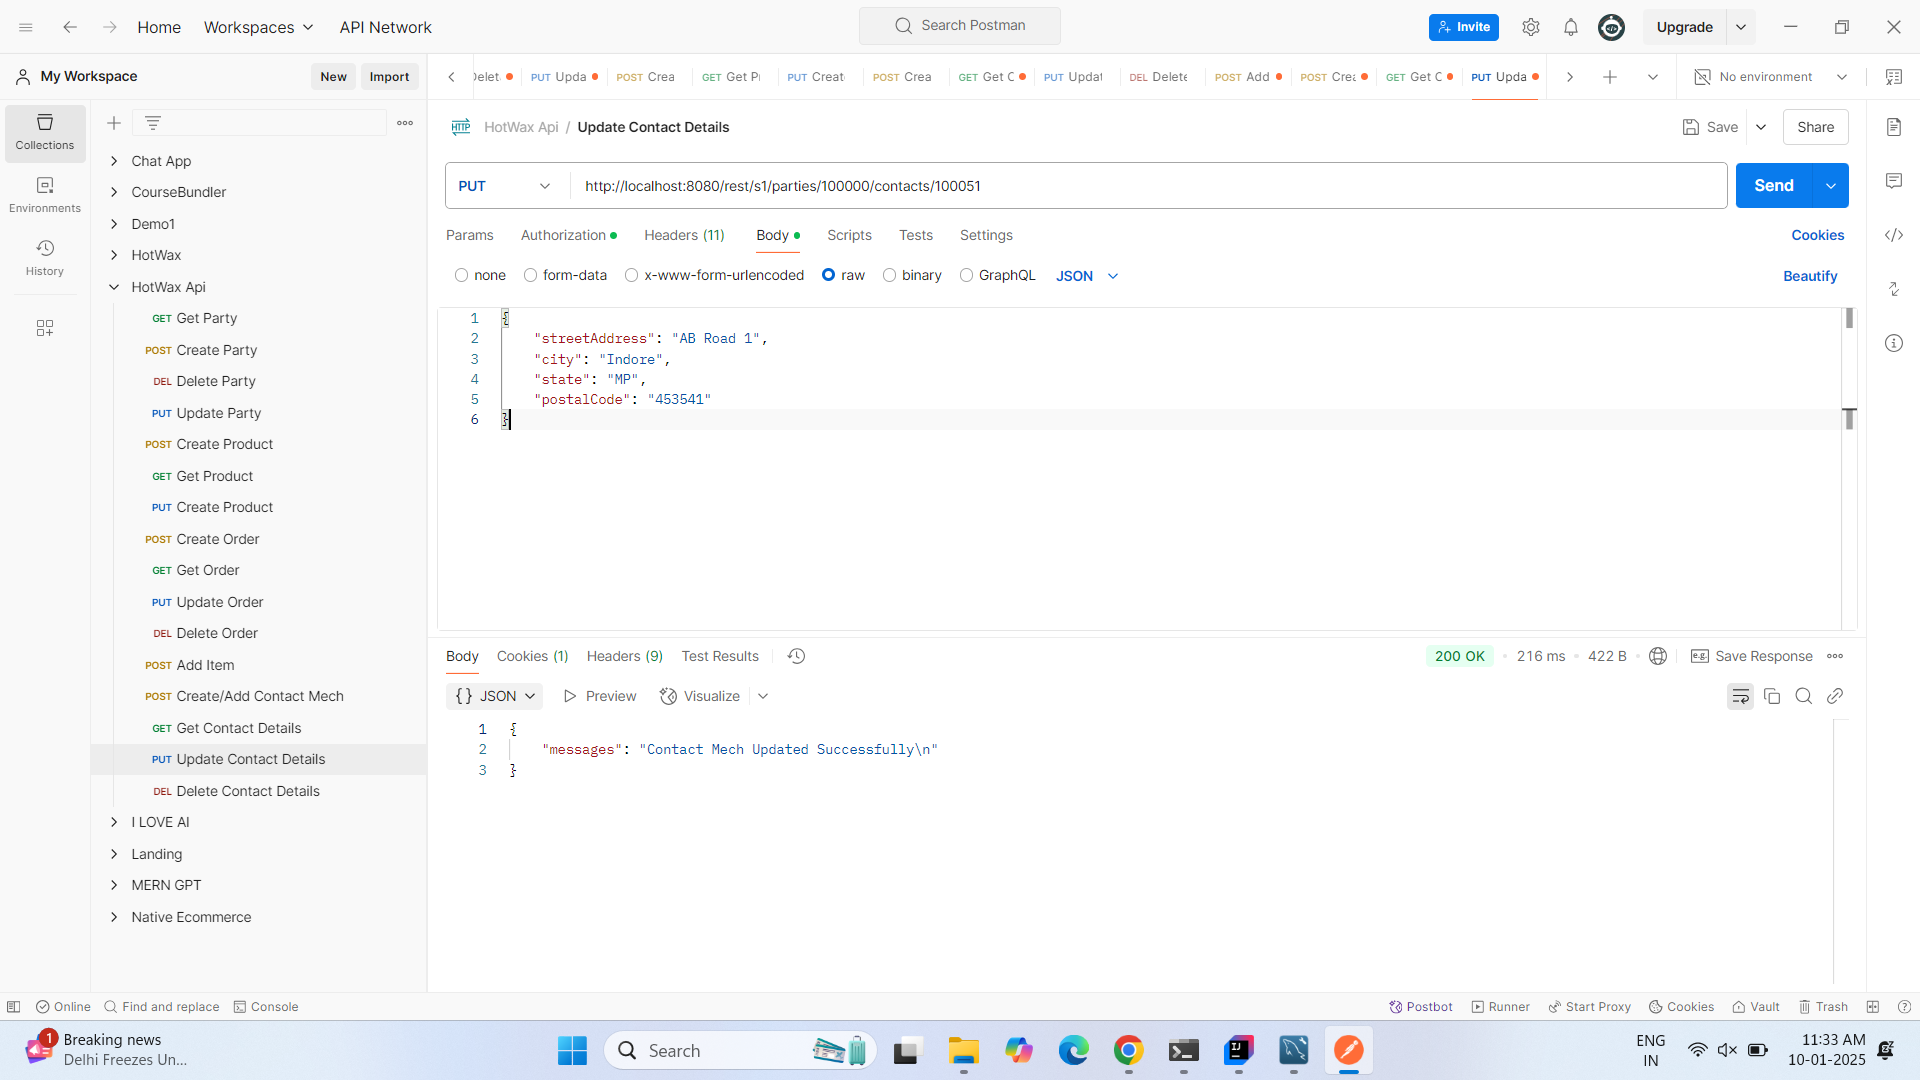 Home
Workspaces
API Network
Search Postman
Invite
Upgrade
My Workspace
New
Import
PUT Upda
POST Crea
GET Get
PUT Creat
POST Crea
GET Get C
PUT Updat
DEL Delete
POST Add
POST Crea
GET Get C
PUT Upda
No environment
Collections
Environments
History
Chat App
CourseBundler
Demo1
HotWax
HotWax Api
GET Get Party
POST Create Party
DEL Delete Party
PUT Update Party
POST Create Product
GET Get Product
PUT Create Product
POST Create Order
GET Get Order
PUT Update Order
DEL Delete Order
POST Add Item
POST Create/Add Contact Mech
GET Get Contact Details
PUT Update Contact Details
DEL Delete Contact Details
I LOVE AI
Landing
MERN GPT
Native Ecommerce
HTTP HotWax Api / Update Contact Details
Save
Share
PUT
http://localhost:8080/rest/s1/parties/100000/contacts/100051
Send
Params
Authorization
Headers (11)
Body
Scripts
Tests
Settings
Cookies
none
form-data
x-www-form-urlencoded
raw
binary
GraphQL
JSON
Beautify
1 {
2 "streetAddress": "AB Road 1",
3 "city": "Indore",
4 "state": "MP",
5 "postalCode": "453541"
6 }
Body
Cookies (1)
Headers (9)
Test Results
200 OK
216 ms
422 B
e.g. Save Response
{} JSON
Preview
Visualize
1 {
2 "messages": "Contact Mech Updated Successfully\n"
3 }
Online
Find and replace
Console
Postbot
Runner
Start Proxy
Cookies
Vault
Trash
1
Breaking news
Delhi Freezes Un...
Search
IJ
ENG
IN
11:33 AM
10-01-2025